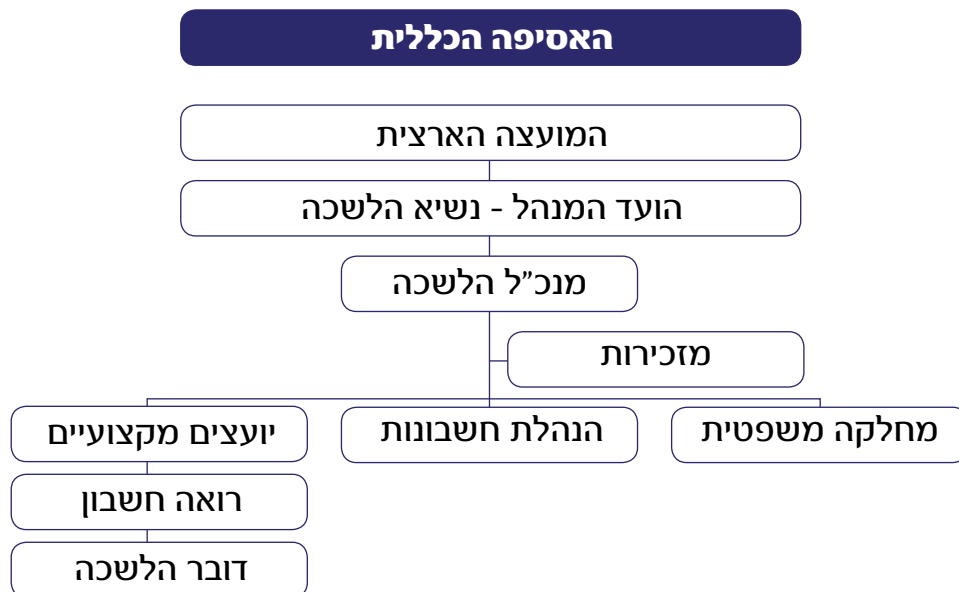 האסיפה הכללית
המועצה הארצית
הועד המנהל - נשיא הלשכה
מנכ"ל הלשכה
מזכירות
מחלקה משפטית
הנהלת חשבונות
יועצים מקצועיים
רואה חשבון
דובר הלשכה